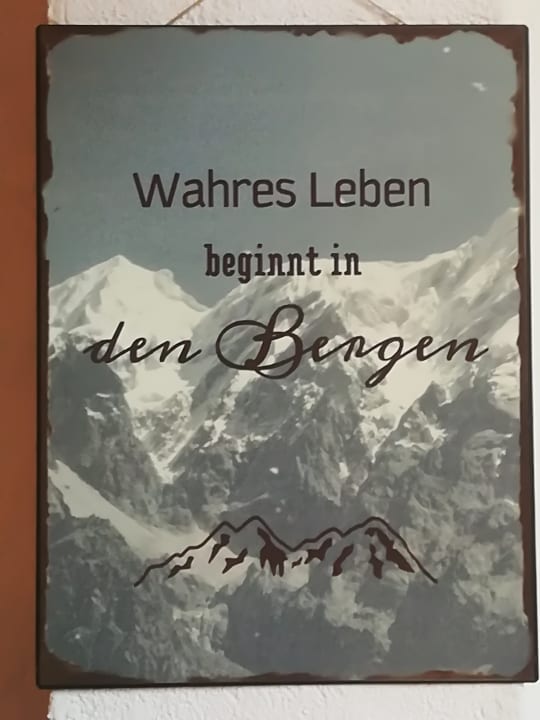 Wahres Leben
beginnt in
den Bergen